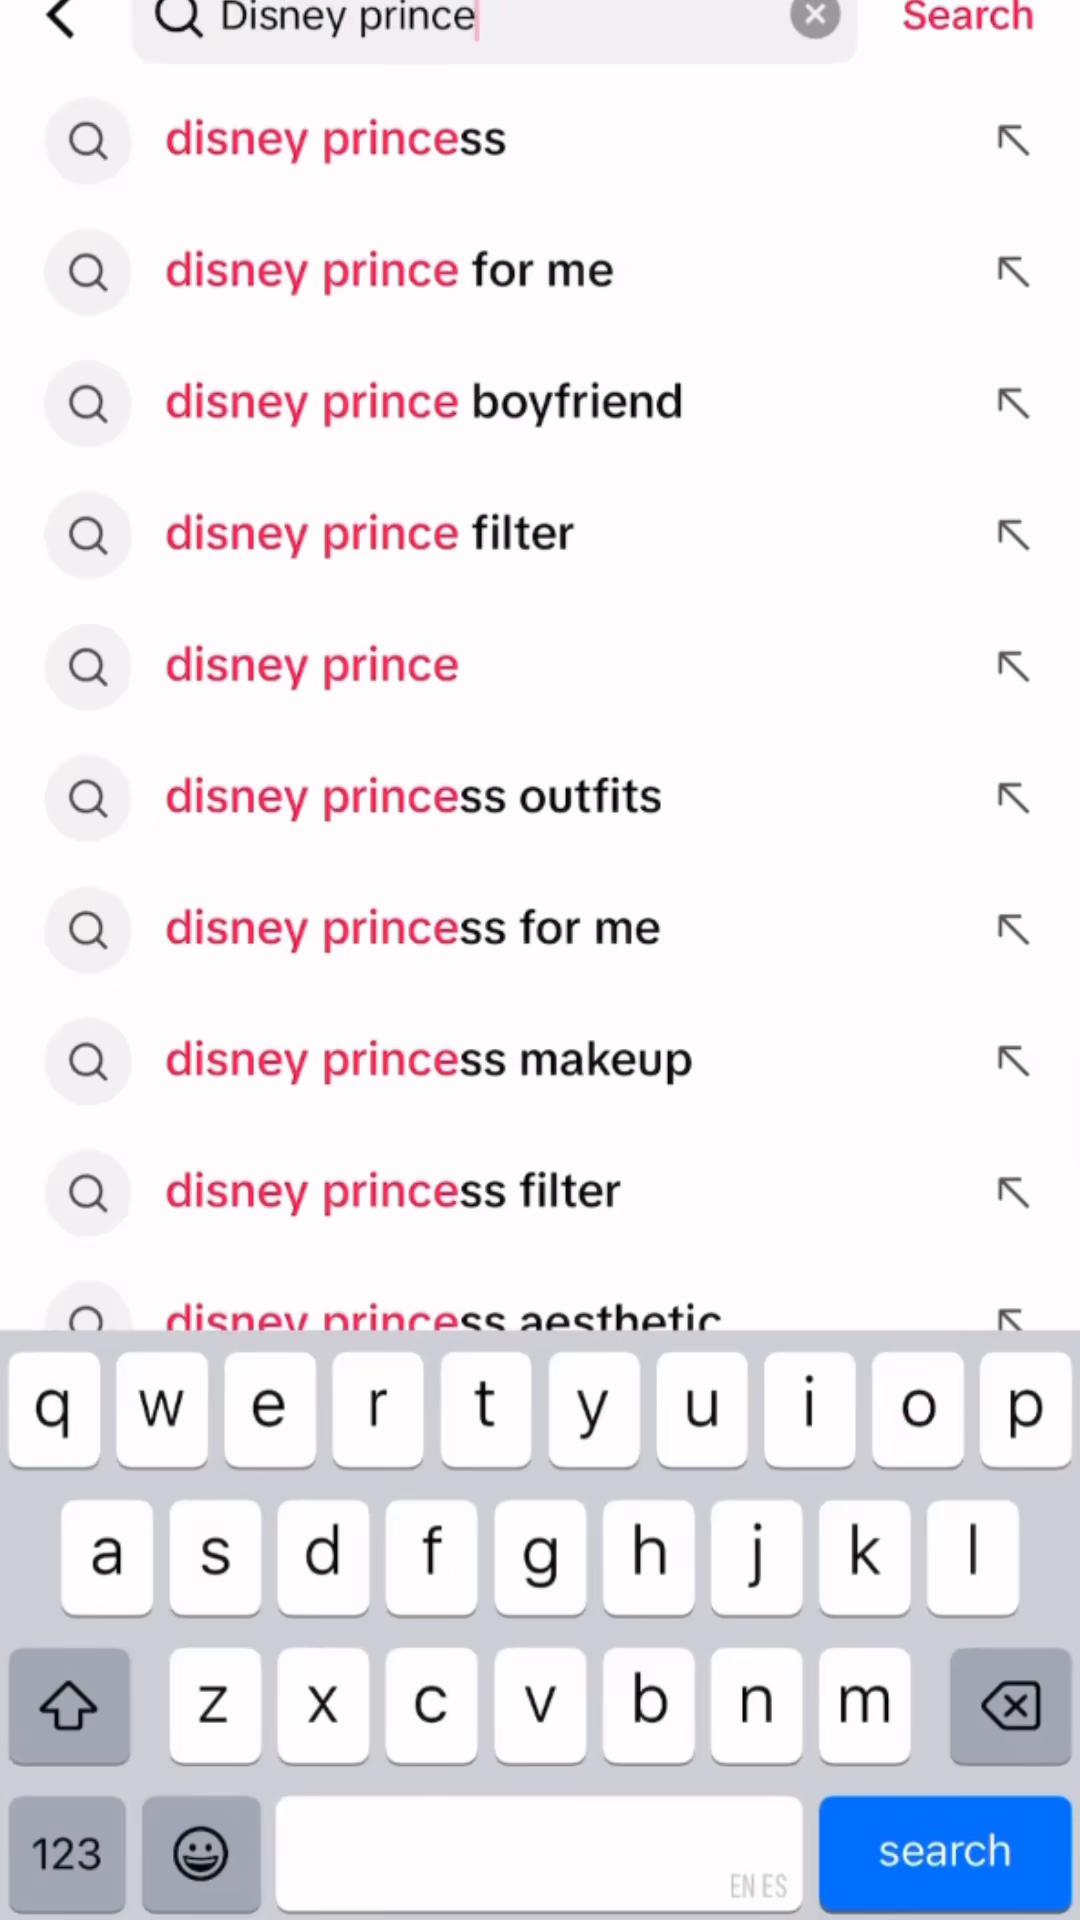 Disney prince Search
disney princess
disney prince for me
disney prince boyfriend
disney prince filter
disney prince
disney princess outfits
disney princess for me
disney princess makeup
disney princess filter
disney princess aesthetic
q w e r t y u i o p
a s d f g h j k l
z x c v b n m
123 EN ES search